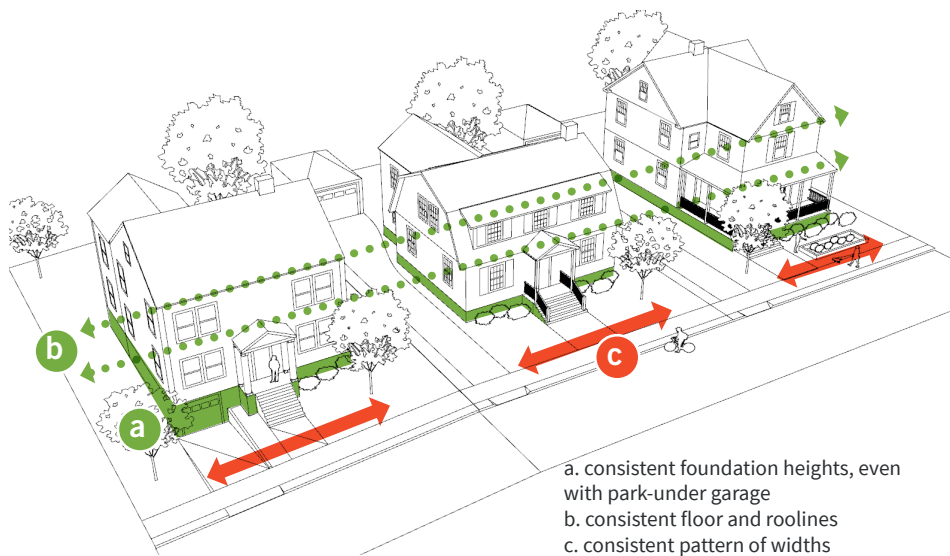 b
a
c
a. consistent foundation heights, even
with park-under garage
b. consistent floor and roolines
c. consistent pattern of widths